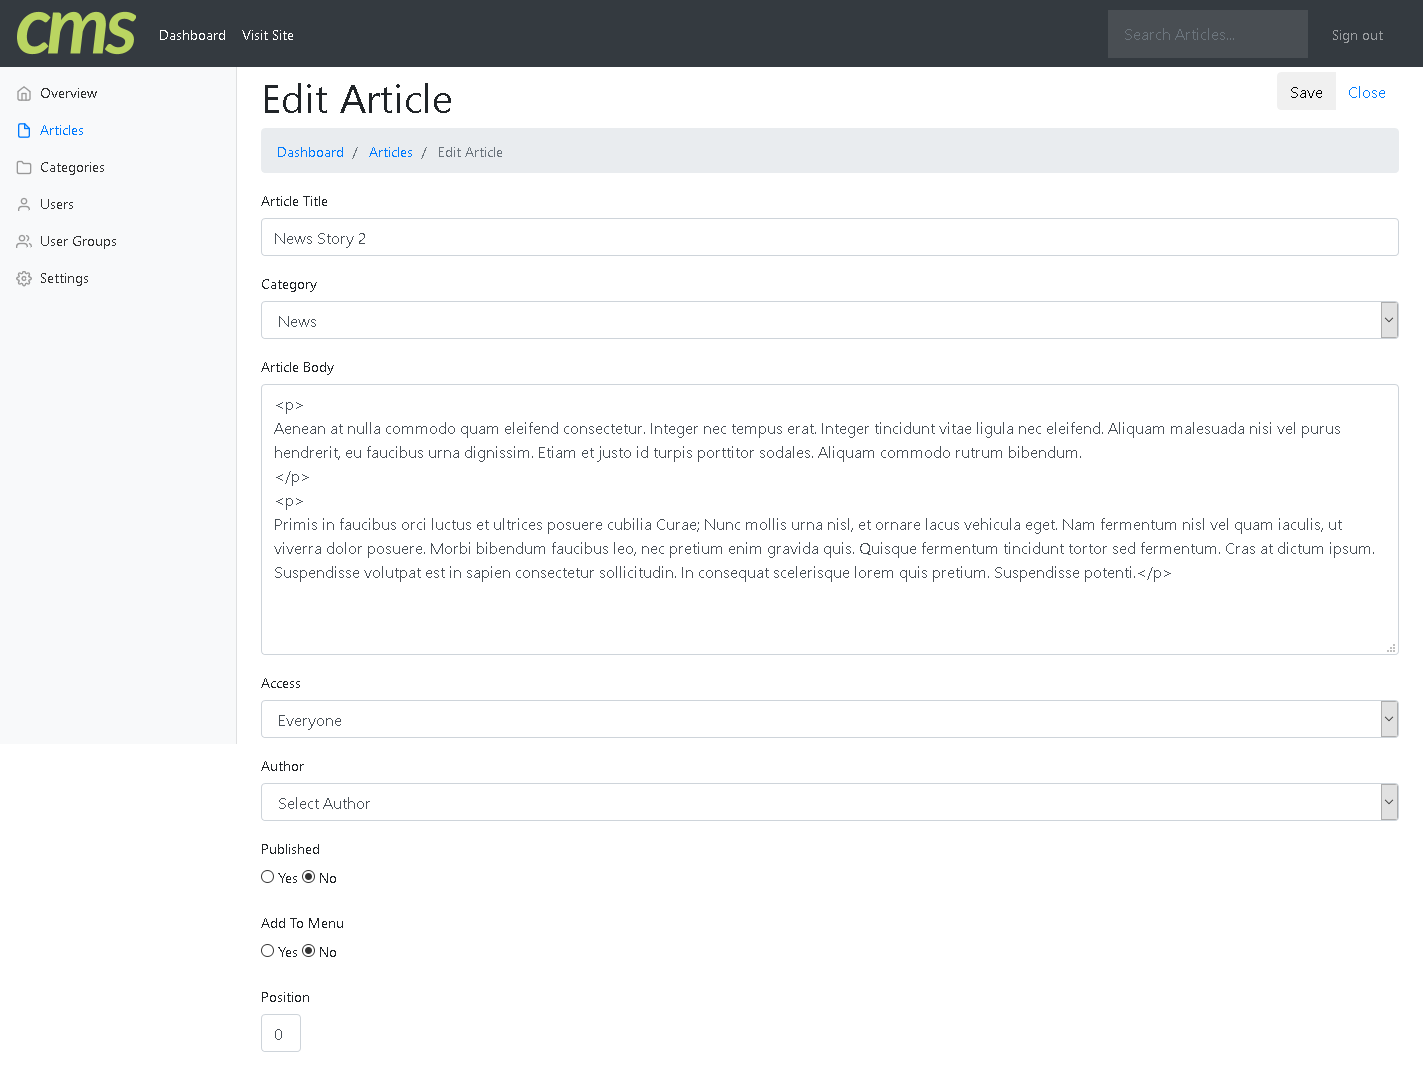 cms
Dashboard Visit Site
Search Articles...
Sign out
Overview
Articles
Categories
Users
User Groups
Settings
Edit Article
Save Close
Dashboard / Articles / Edit Article
Article Title
News Story 2
Category
News
Article Body
<p>
Aenean at nulla commodo quam eleifend consectetur. Integer nec tempus erat. Integer tincidunt vitae ligula nec eleifend. Aliquam malesuada nisi vel purus
hendrerit, eu faucibus urna dignissim. Etiam et justo id turpis porttitor sodales. Aliquam commodo rutrum bibendum.
</p>
<p>
Primis in faucibus orci luctus et ultrices posuere cubilia Curae; Nunc mollis urna nisl, et ornare lacus vehicula eget. Nam fermentum nisl vel quam iaculis, ut
viverra dolor posuere. Morbi bibendum faucibus leo, nec pretium enim gravida quis. Quisque fermentum tincidunt tortor sed fermentum. Cras at dictum ipsum.
Suspendisse volutpat est in sapien consectetur sollicitudin. In consequat scelerisque lorem quis pretium. Suspendisse potenti.</p>
Access
Everyone
Author
Select Author
Published
Yes No
Add To Menu
Yes No
Position
0